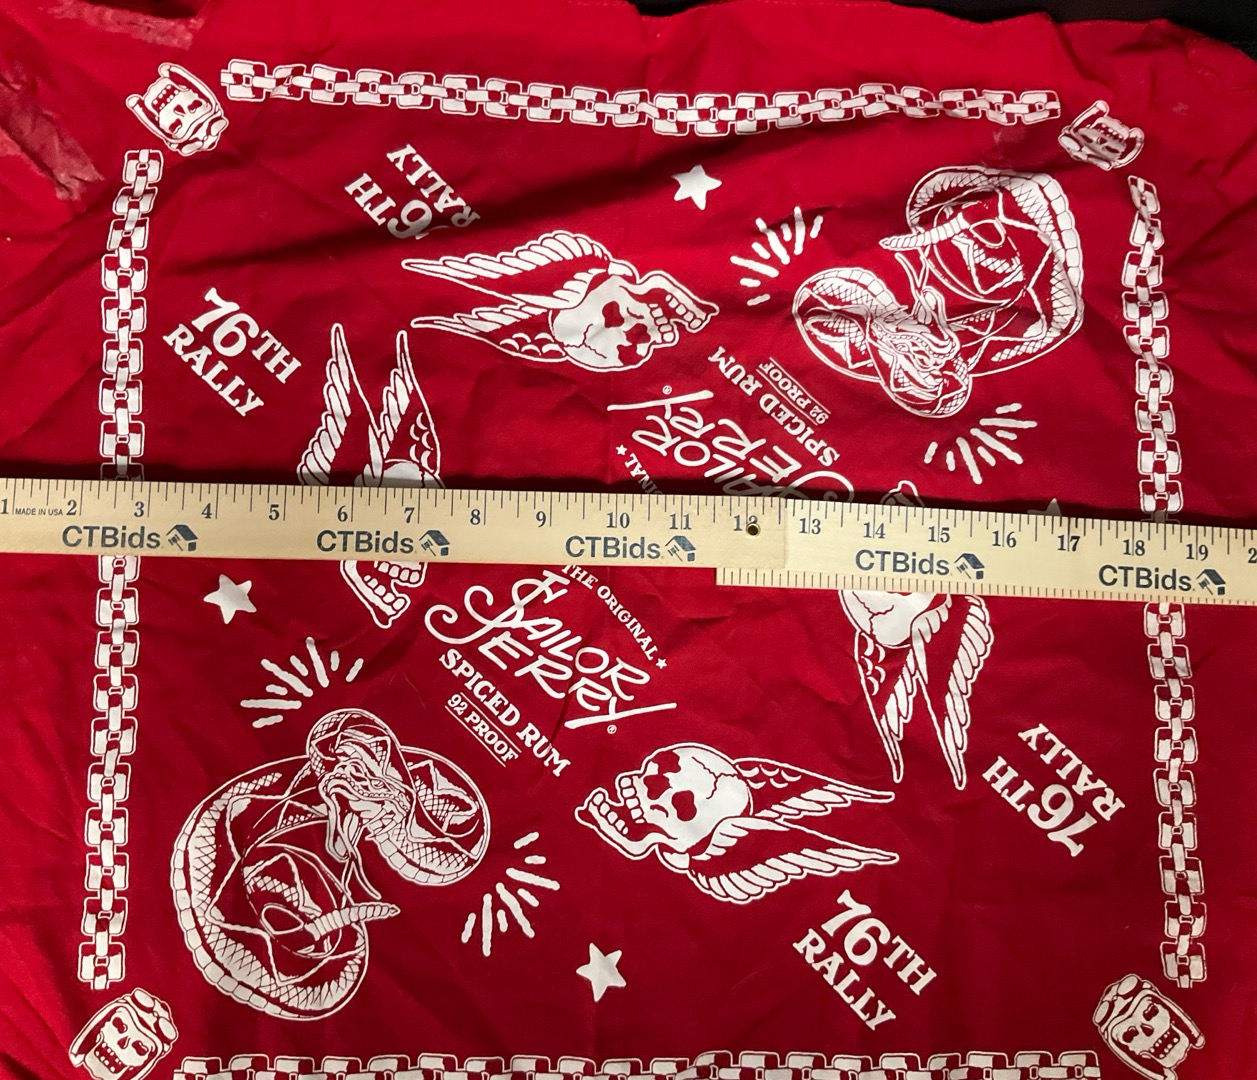 76TH
RALLY
76TH
RALLY
SPICED RUM
92 PROOF
SAILOR
JERRY
®
1 MADE IN USA 2 3 4 5 6 7 8 9 10 11 12 13 14 15 16 17 18 19 2
CTBids. CTBids. CTBids. CTBids. CTBids.
THE ORIGINAL
SAILOR
JERRY
®
SPICED RUM
92 PROOF
76TH
RALLY
76TH
RALLY